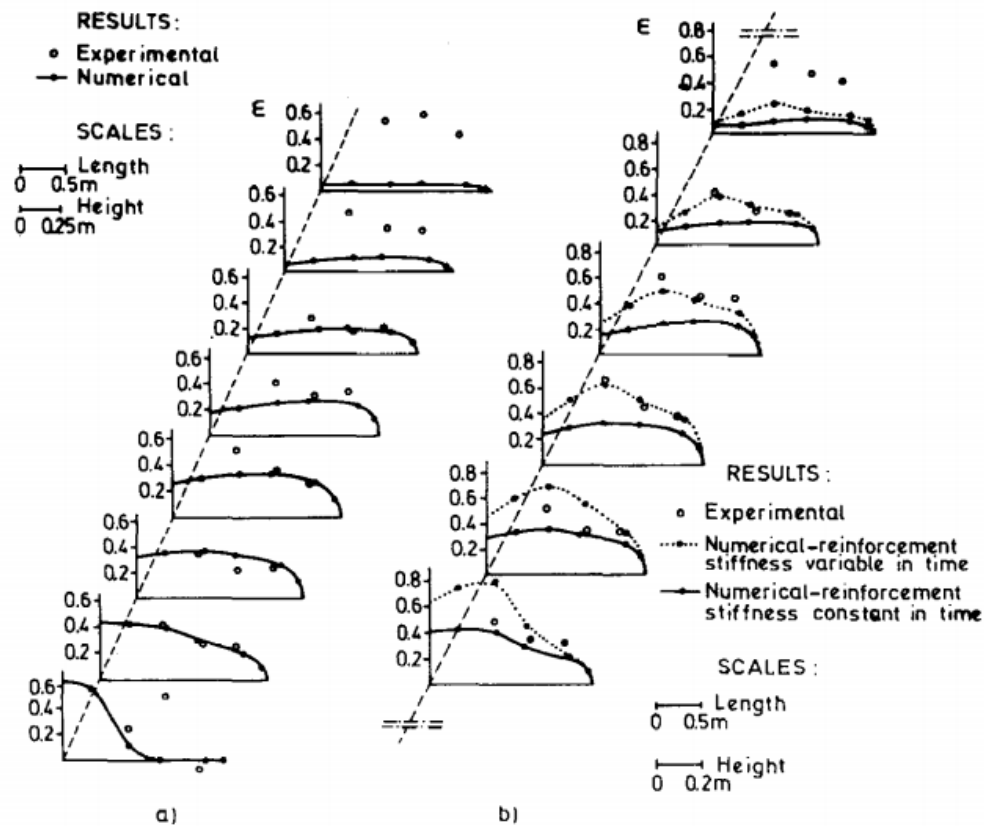 RESULTS:
Experimental
Numerical
SCALES:
Length
0 0.5m
Height
0 0.25m
ε
0.6
0.4
0.2
0.6
0.4
0.2
0.6
0.4
0.2
0.6
0.4
0.2
0.6
0.4
0.2
0.6
0.4
0.2
0.6
0.4
0.2
0.6
0.4
0.2
a)
ε
0.8
0.6
0.4
0.2
0.8
0.6
0.4
0.2
0.8
0.6
0.4
0.2
0.8
0.6
0.4
0.2
0.8
0.6
0.4
0.2
0.8
0.6
0.4
0.2
b)
RESULTS:
Experimental
Numerical-reinforcement
stiffness variable in time
Numerical-reinforcement
stiffness constant in time
SCALES:
Length
0 0.5m
Height
0 0.2m